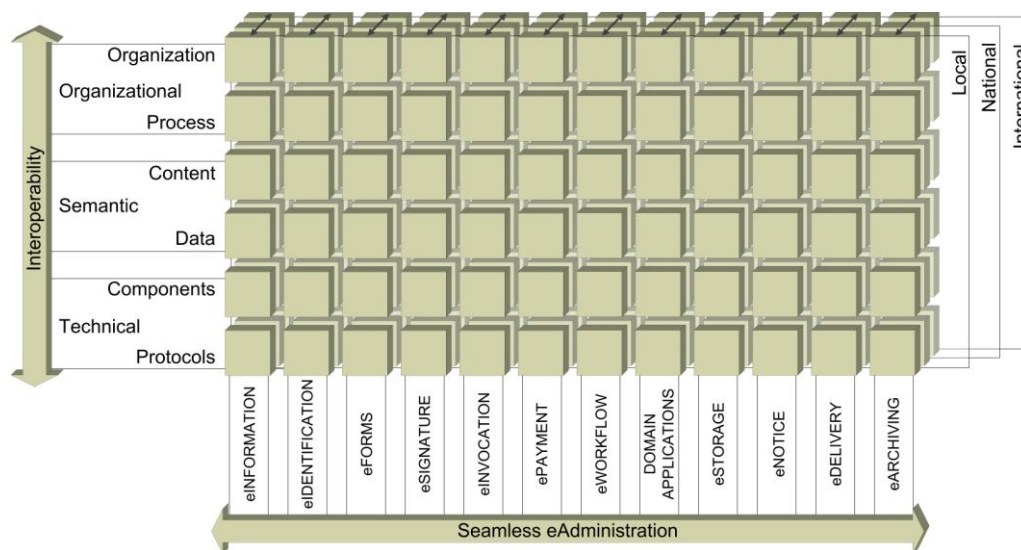 Interoperability
Organization
Organizational
Process
Content
Semantic
Data
Components
Technical
Protocols
Local
National
International
eINFORMATION
eIDENTIFICATION
eFORMS
eSIGNATURE
eINVOCATION
ePAYMENT
eWORKFLOW
DOMAIN
APPLICATIONS
eSTORAGE
eNOTICE
eDELIVERY
eARCHIVING
Seamless eAdministration